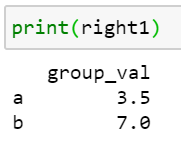 print(right1)
group_val
a 3.5
b 7.0